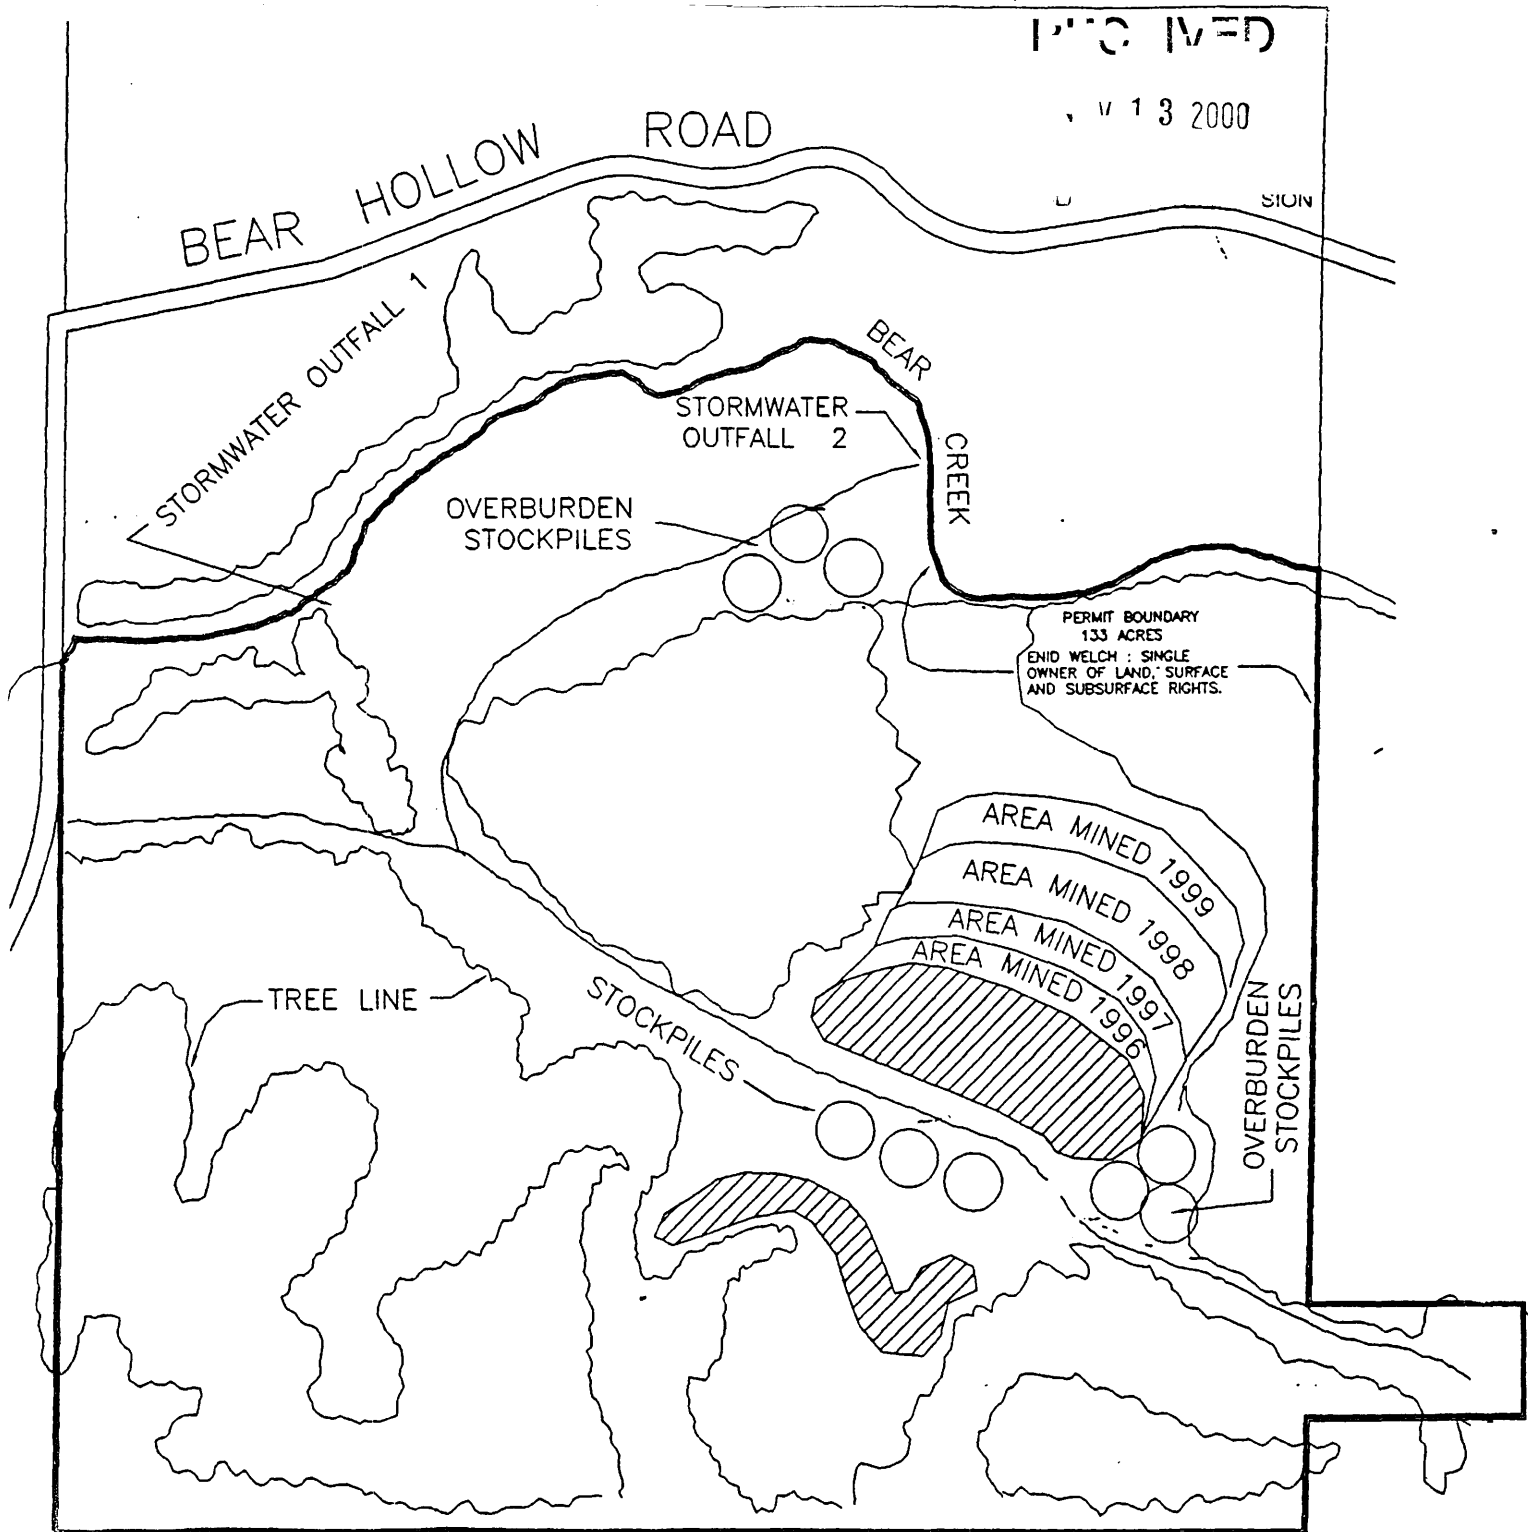 13 2000
SION
BEAR HOLLOW ROAD
STORMWATER OUTFALL 1
BEAR CREEK
STORMWATER
OUTFALL 2
OVERBURDEN
STOCKPILES
PERMIT BOUNDARY
133 ACRES
ENID WELCH : SINGLE
OWNER OF LAND, SURFACE
AND SUBSURFACE RIGHTS.
AREA MINED 1999
AREA MINED 1998
AREA MINED 1997
AREA MINED 1996
TREE LINE
STOCKPILES
OVERBURDEN
STOCKPILES